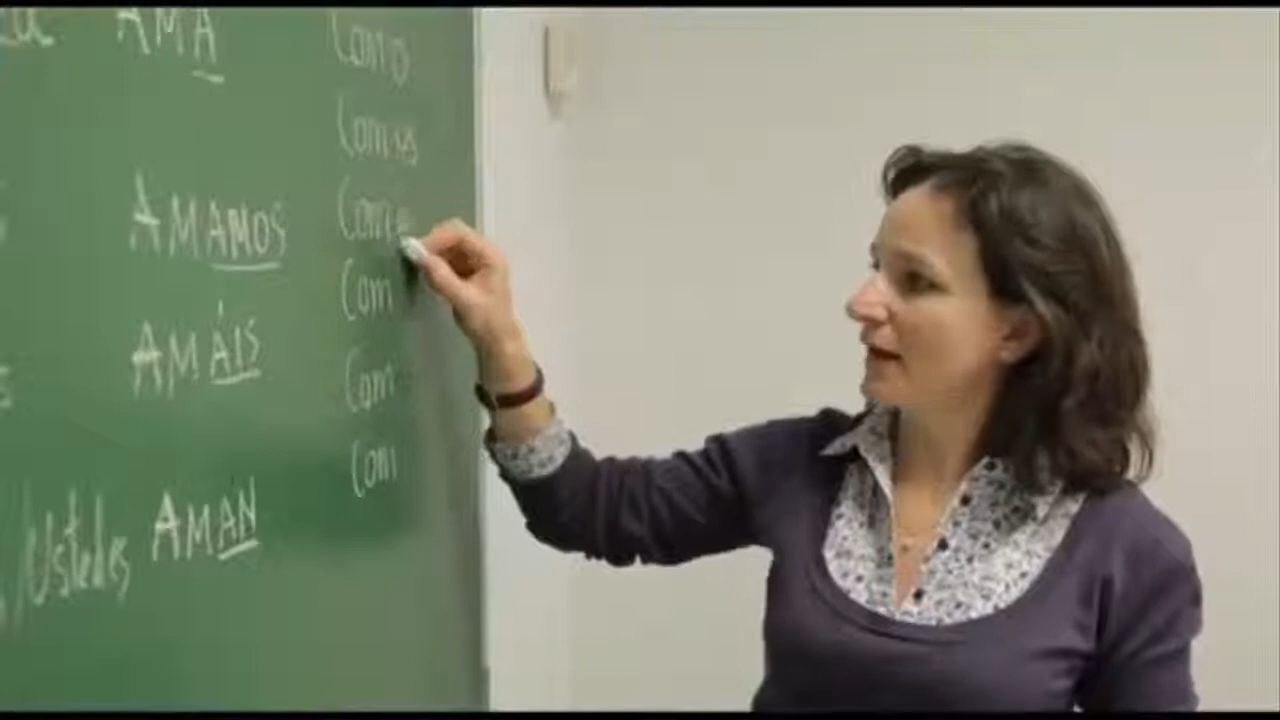 AMA Como
Comes
AMAMOS Come
Com
AMÁIS Com
Com
/Ustedes AMAN